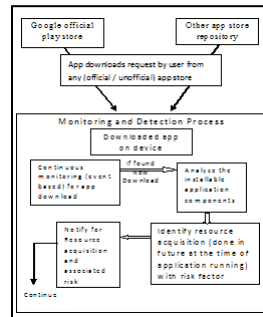 Google official
play store
Other app store
repository
App downloads request by user from
any (official / unofficial) appstore
Monitoring and Detection Process
Downloaded app
on device
Continuous
monitoring (event
based) for app
download
if found
New
Download
Analyze the
installable
application
components
Notify for
Resource
acquisition
and
associated
risk
Identify resource
acquisition (done in
future at the time of
application running)
with risk factor
Continue